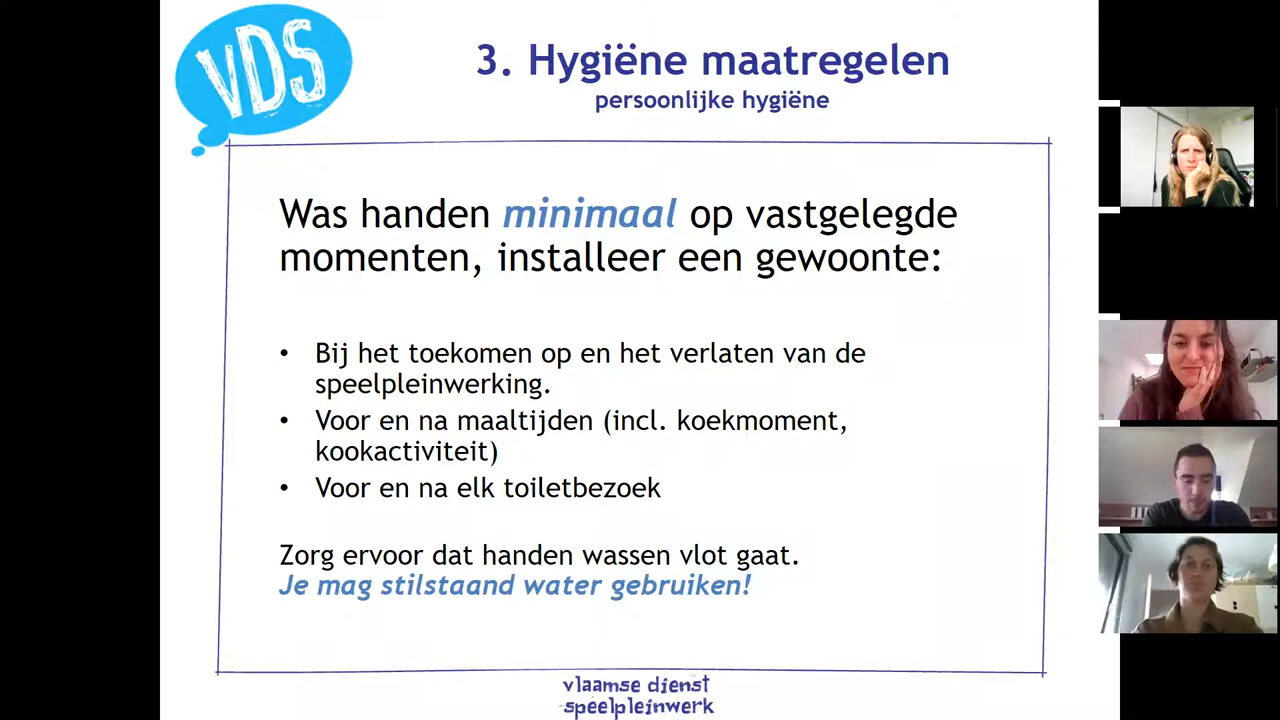 VDS
3. Hygiëne maatregelen
persoonlijke hygiëne
Was handen minimaal op vastgelegde
momenten, installeer een gewoonte:
• Bij het toekomen op en het verlaten van de
speelpleinwerking.
• Voor en na maaltijden (incl. koekmoment,
kookactiviteit)
• Voor en na elk toiletbezoek
Zorg ervoor dat handen wassen vlot gaat.
Je mag stilstaand water gebruiken!
vlaamse dienst
speelpleinwerk